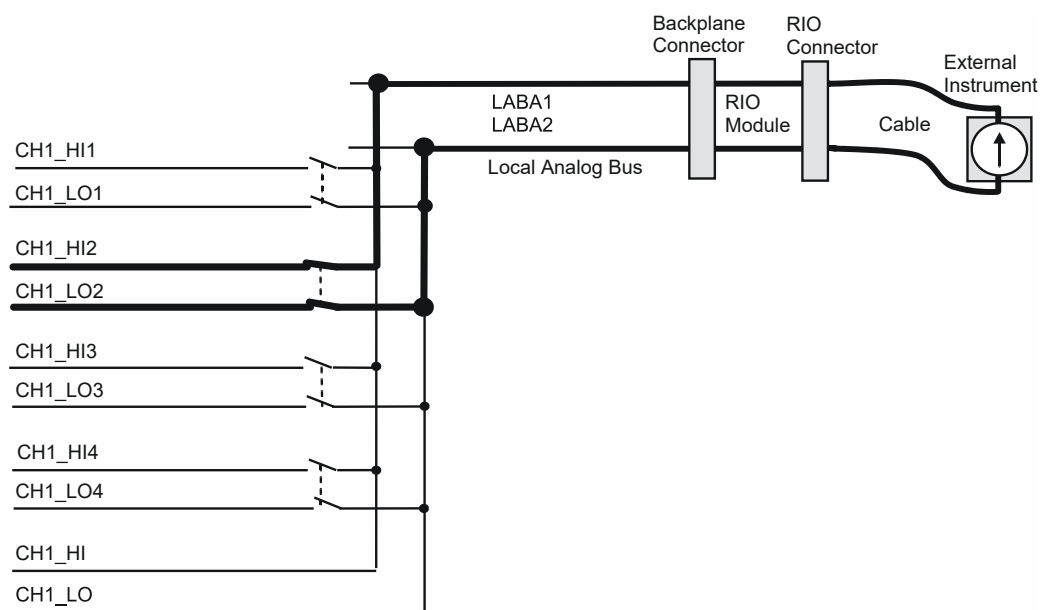 Backplane
Connector
RIO
Connector
External
Instrument
LABA1
LABA2
RIO
Module
Cable
Local Analog Bus
CH1_HI1
CH1_LO1
CH1_HI2
CH1_LO2
CH1_HI3
CH1_LO3
CH1_HI4
CH1_LO4
CH1_HI
CH1_LO